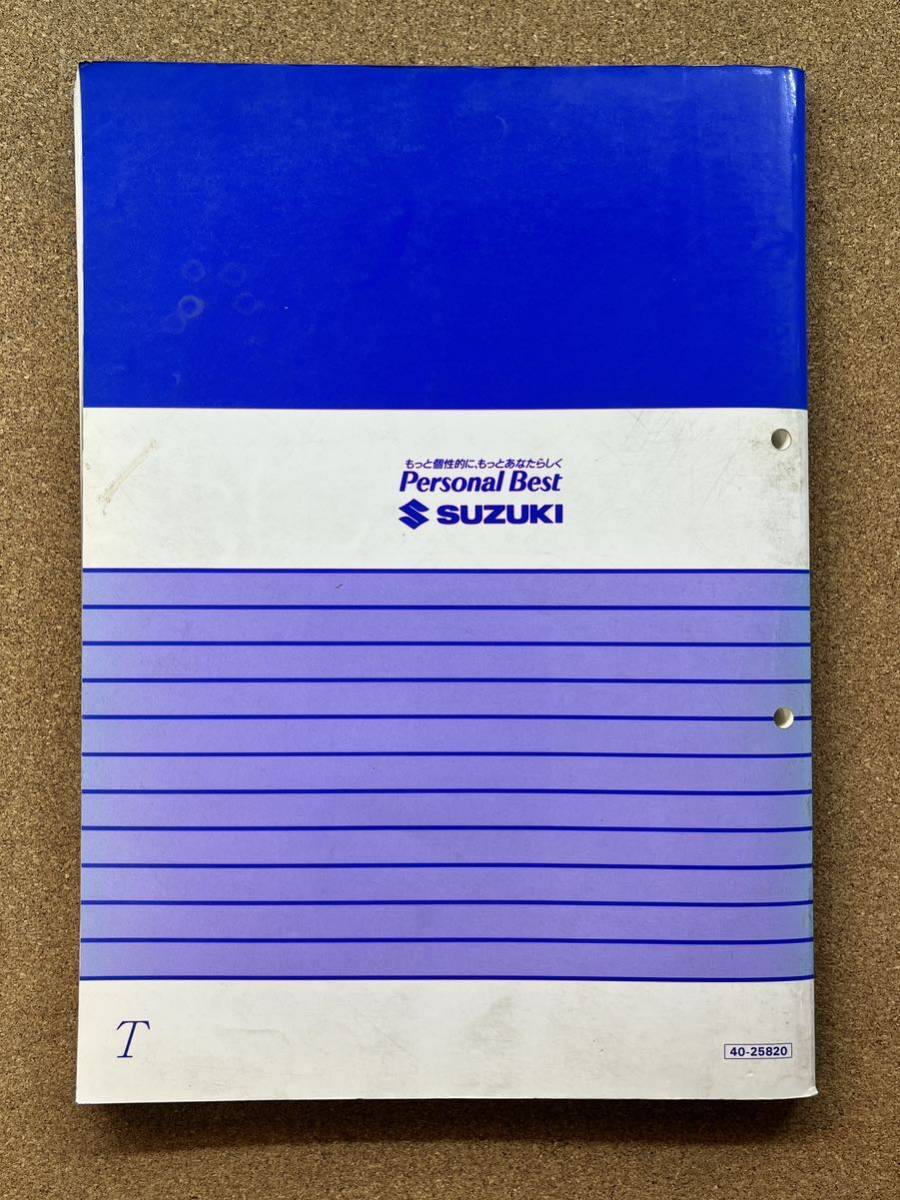 もっと個性的に、もっとあなたらしく
Personal Best
SUZUKI
T
40-25820